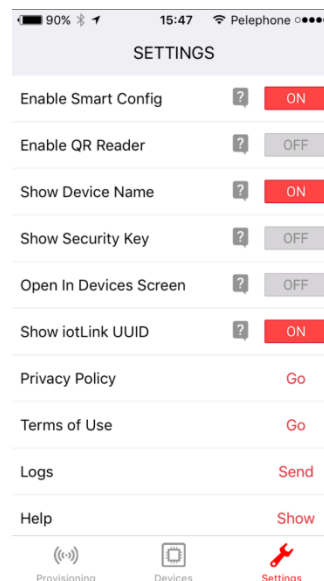 90% 15:47 Pelephone
SETTINGS
Enable Smart Config ? ON
Enable QR Reader ? OFF
Show Device Name ? ON
Show Security Key ? OFF
Open In Devices Screen ? OFF
Show iotLink UUID ? ON
Privacy Policy Go
Terms of Use Go
Logs Send
Help Show
Provisioning Devices Settings